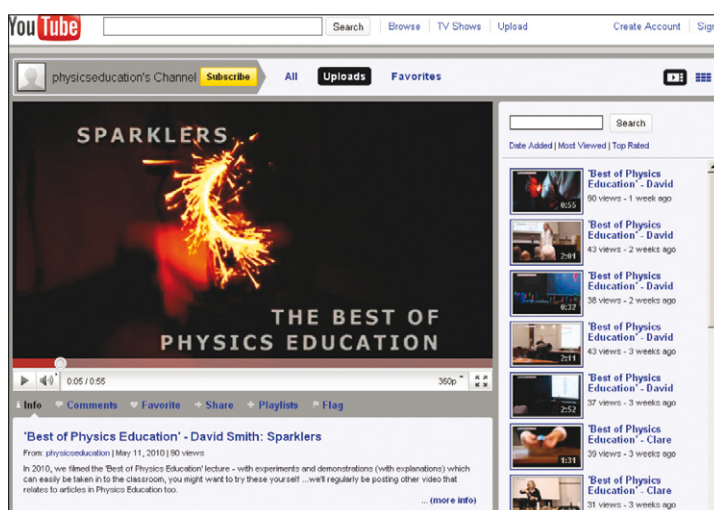 You Tube
Search
Browse | TV Shows | Upload
Create Account | Sign
physicseducation's Channel
Subscribe
All
Uploads
Favorites
SPARKLERS
THE BEST OF
PHYSICS EDUCATION
0:05 / 0:55
360p
Info
Comments
Favorite
Share
Playlists
Flag
'Best of Physics Education' - David Smith: Sparklers
From: physicseducation | May 11, 2010 | 90 views
In 2010, we filmed the 'Best of Physics Education' lecture - with experiments and demonstrations (with explanations) which
can easily be taken in to the classroom, you might want to try these yourself ...we'll regularly be posting other video that
relates to articles in Physics Education too.
... (more info)
Search
Date Added | Most Viewed | Top Rated
0:55
'Best of Physics
Education' - David
90 views - 1 week ago
2:01
'Best of Physics
Education' - David
43 views - 2 weeks ago
0:32
'Best of Physics
Education' - David
38 views - 2 weeks ago
2:11
'Best of Physics
Education' - David
43 views - 3 weeks ago
2:52
'Best of Physics
Education' - David
37 views - 3 weeks ago
1:31
'Best of Physics
Education' - Clare
39 views - 3 weeks ago
'Best of Physics
Education' - Clare
31 views - 3 weeks ago